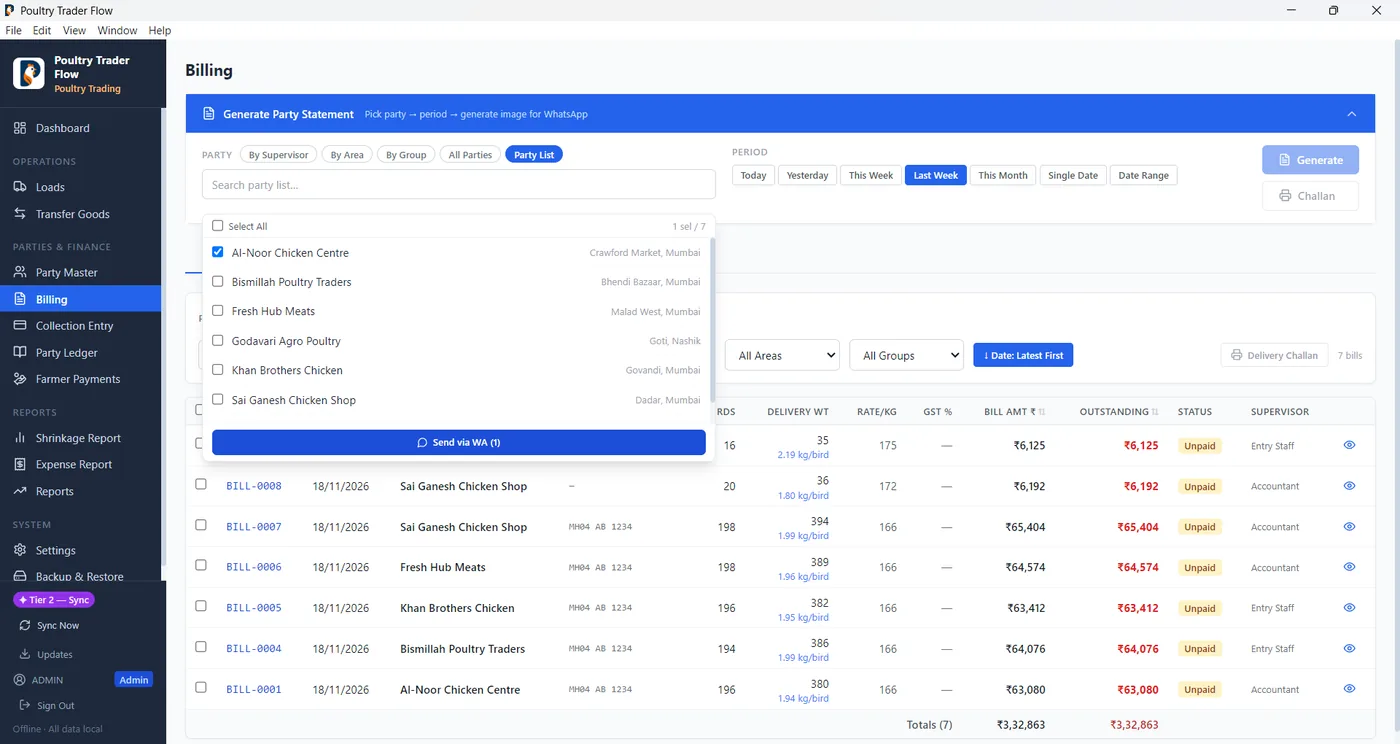 Poultry Trader Flow
File Edit View Window Help
Poultry Trader
Flow
Poultry Trading
Dashboard
OPERATIONS
Loads
Transfer Goods
PARTIES & FINANCE
Party Master
Billing
Collection Entry
Party Ledger
Farmer Payments
REPORTS
Shrinkage Report
Expense Report
Reports
SYSTEM
Settings
Backup & Restore
Tier 2 — Sync
Sync Now
Updates
ADMIN Admin
Sign Out
Offline · All data local
Billing
Generate Party Statement Pick party → period → generate image for WhatsApp
PARTY By Supervisor By Area By Group All Parties Party List
Search party list...
PERIOD
Today Yesterday This Week Last Week This Month Single Date Date Range
Generate
Challan
Select All 1 sel / 7
Al-Noor Chicken Centre Crawford Market, Mumbai
Bismillah Poultry Traders Bhendi Bazaar, Mumbai
Fresh Hub Meats Malad West, Mumbai
Godavari Agro Poultry Goti, Nashik
Khan Brothers Chicken Govandi, Mumbai
Sai Ganesh Chicken Shop Dadar, Mumbai
Send via WA (1)
All Areas All Groups ↓ Date: Latest First Delivery Challan 7 bills
RDS DELIVERY WT RATE/KG GST % BILL AMT ₹ ⇅ OUTSTANDING ⇅ STATUS SUPERVISOR
16 35 175 — ₹6,125 ₹6,125 Unpaid Entry Staff
2.19 kg/bird
BILL-0008 18/11/2026 Sai Ganesh Chicken Shop – 20 36 172 — ₹6,192 ₹6,192 Unpaid Accountant
1.80 kg/bird
BILL-0007 18/11/2026 Sai Ganesh Chicken Shop MH04 AB 1234 198 394 166 — ₹65,404 ₹65,404 Unpaid Accountant
1.99 kg/bird
BILL-0006 18/11/2026 Fresh Hub Meats MH04 AB 1234 198 389 166 — ₹64,574 ₹64,574 Unpaid Accountant
1.96 kg/bird
BILL-0005 18/11/2026 Khan Brothers Chicken MH04 AB 1234 196 382 166 — ₹63,412 ₹63,412 Unpaid Entry Staff
1.95 kg/bird
BILL-0004 18/11/2026 Bismillah Poultry Traders MH04 AB 1234 194 386 166 — ₹64,076 ₹64,076 Unpaid Entry Staff
1.99 kg/bird
BILL-0001 18/11/2026 Al-Noor Chicken Centre MH04 AB 1234 196 380 166 — ₹63,080 ₹63,080 Unpaid Accountant
1.94 kg/bird
Totals (7) ₹3,32,863 ₹3,32,863